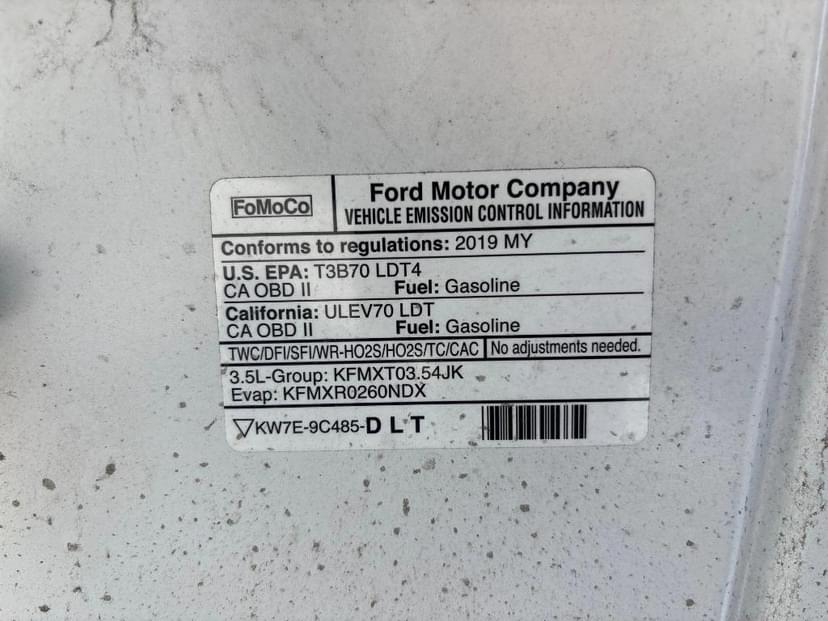 FoMoCo
Ford Motor Company
VEHICLE EMISSION CONTROL INFORMATION
Conforms to regulations: 2019 MY
U.S. EPA: T3B70 LDT4
CA OBD II Fuel: Gasoline
California: ULEV70 LDT
CA OBD II Fuel: Gasoline
TWC/DFI/SFI/WR-HO2S/HO2S/TC/CAC No adjustments needed.
3.5L-Group: KFMXT03.54JK
Evap: KFMXR0260NDX
KW7E-9C485-D L T